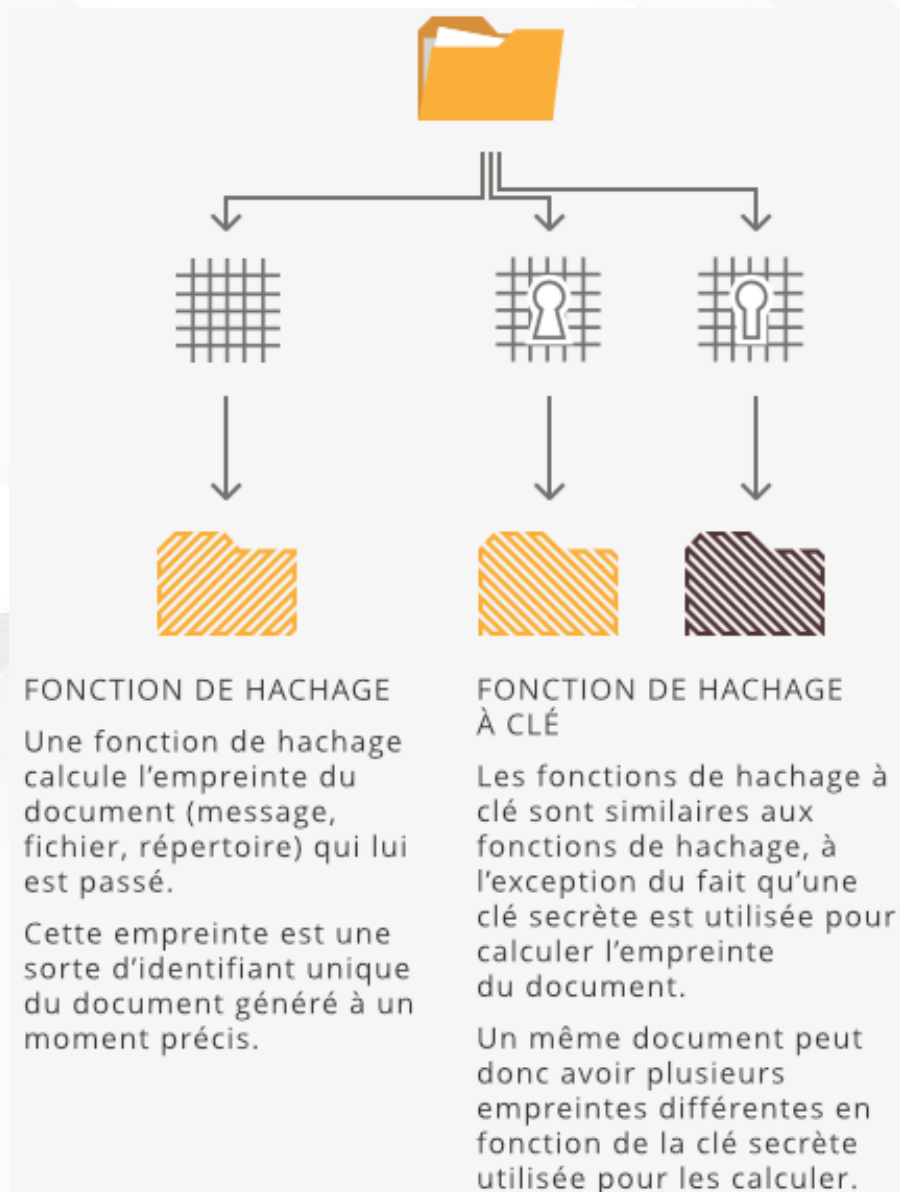 FONCTION DE HACHAGE
Une fonction de hachage
calcule l’empreinte du
document (message,
fichier, répertoire) qui lui
est passé.
Cette empreinte est une
sorte d’identifiant unique
du document généré à un
moment précis.
FONCTION DE HACHAGE
À CLÉ
Les fonctions de hachage à
clé sont similaires aux
fonctions de hachage, à
l’exception du fait qu’une
clé secrète est utilisée pour
calculer l’empreinte
du document.
Un même document peut
donc avoir plusieurs
empreintes différentes en
fonction de la clé secrète
utilisée pour les calculer.